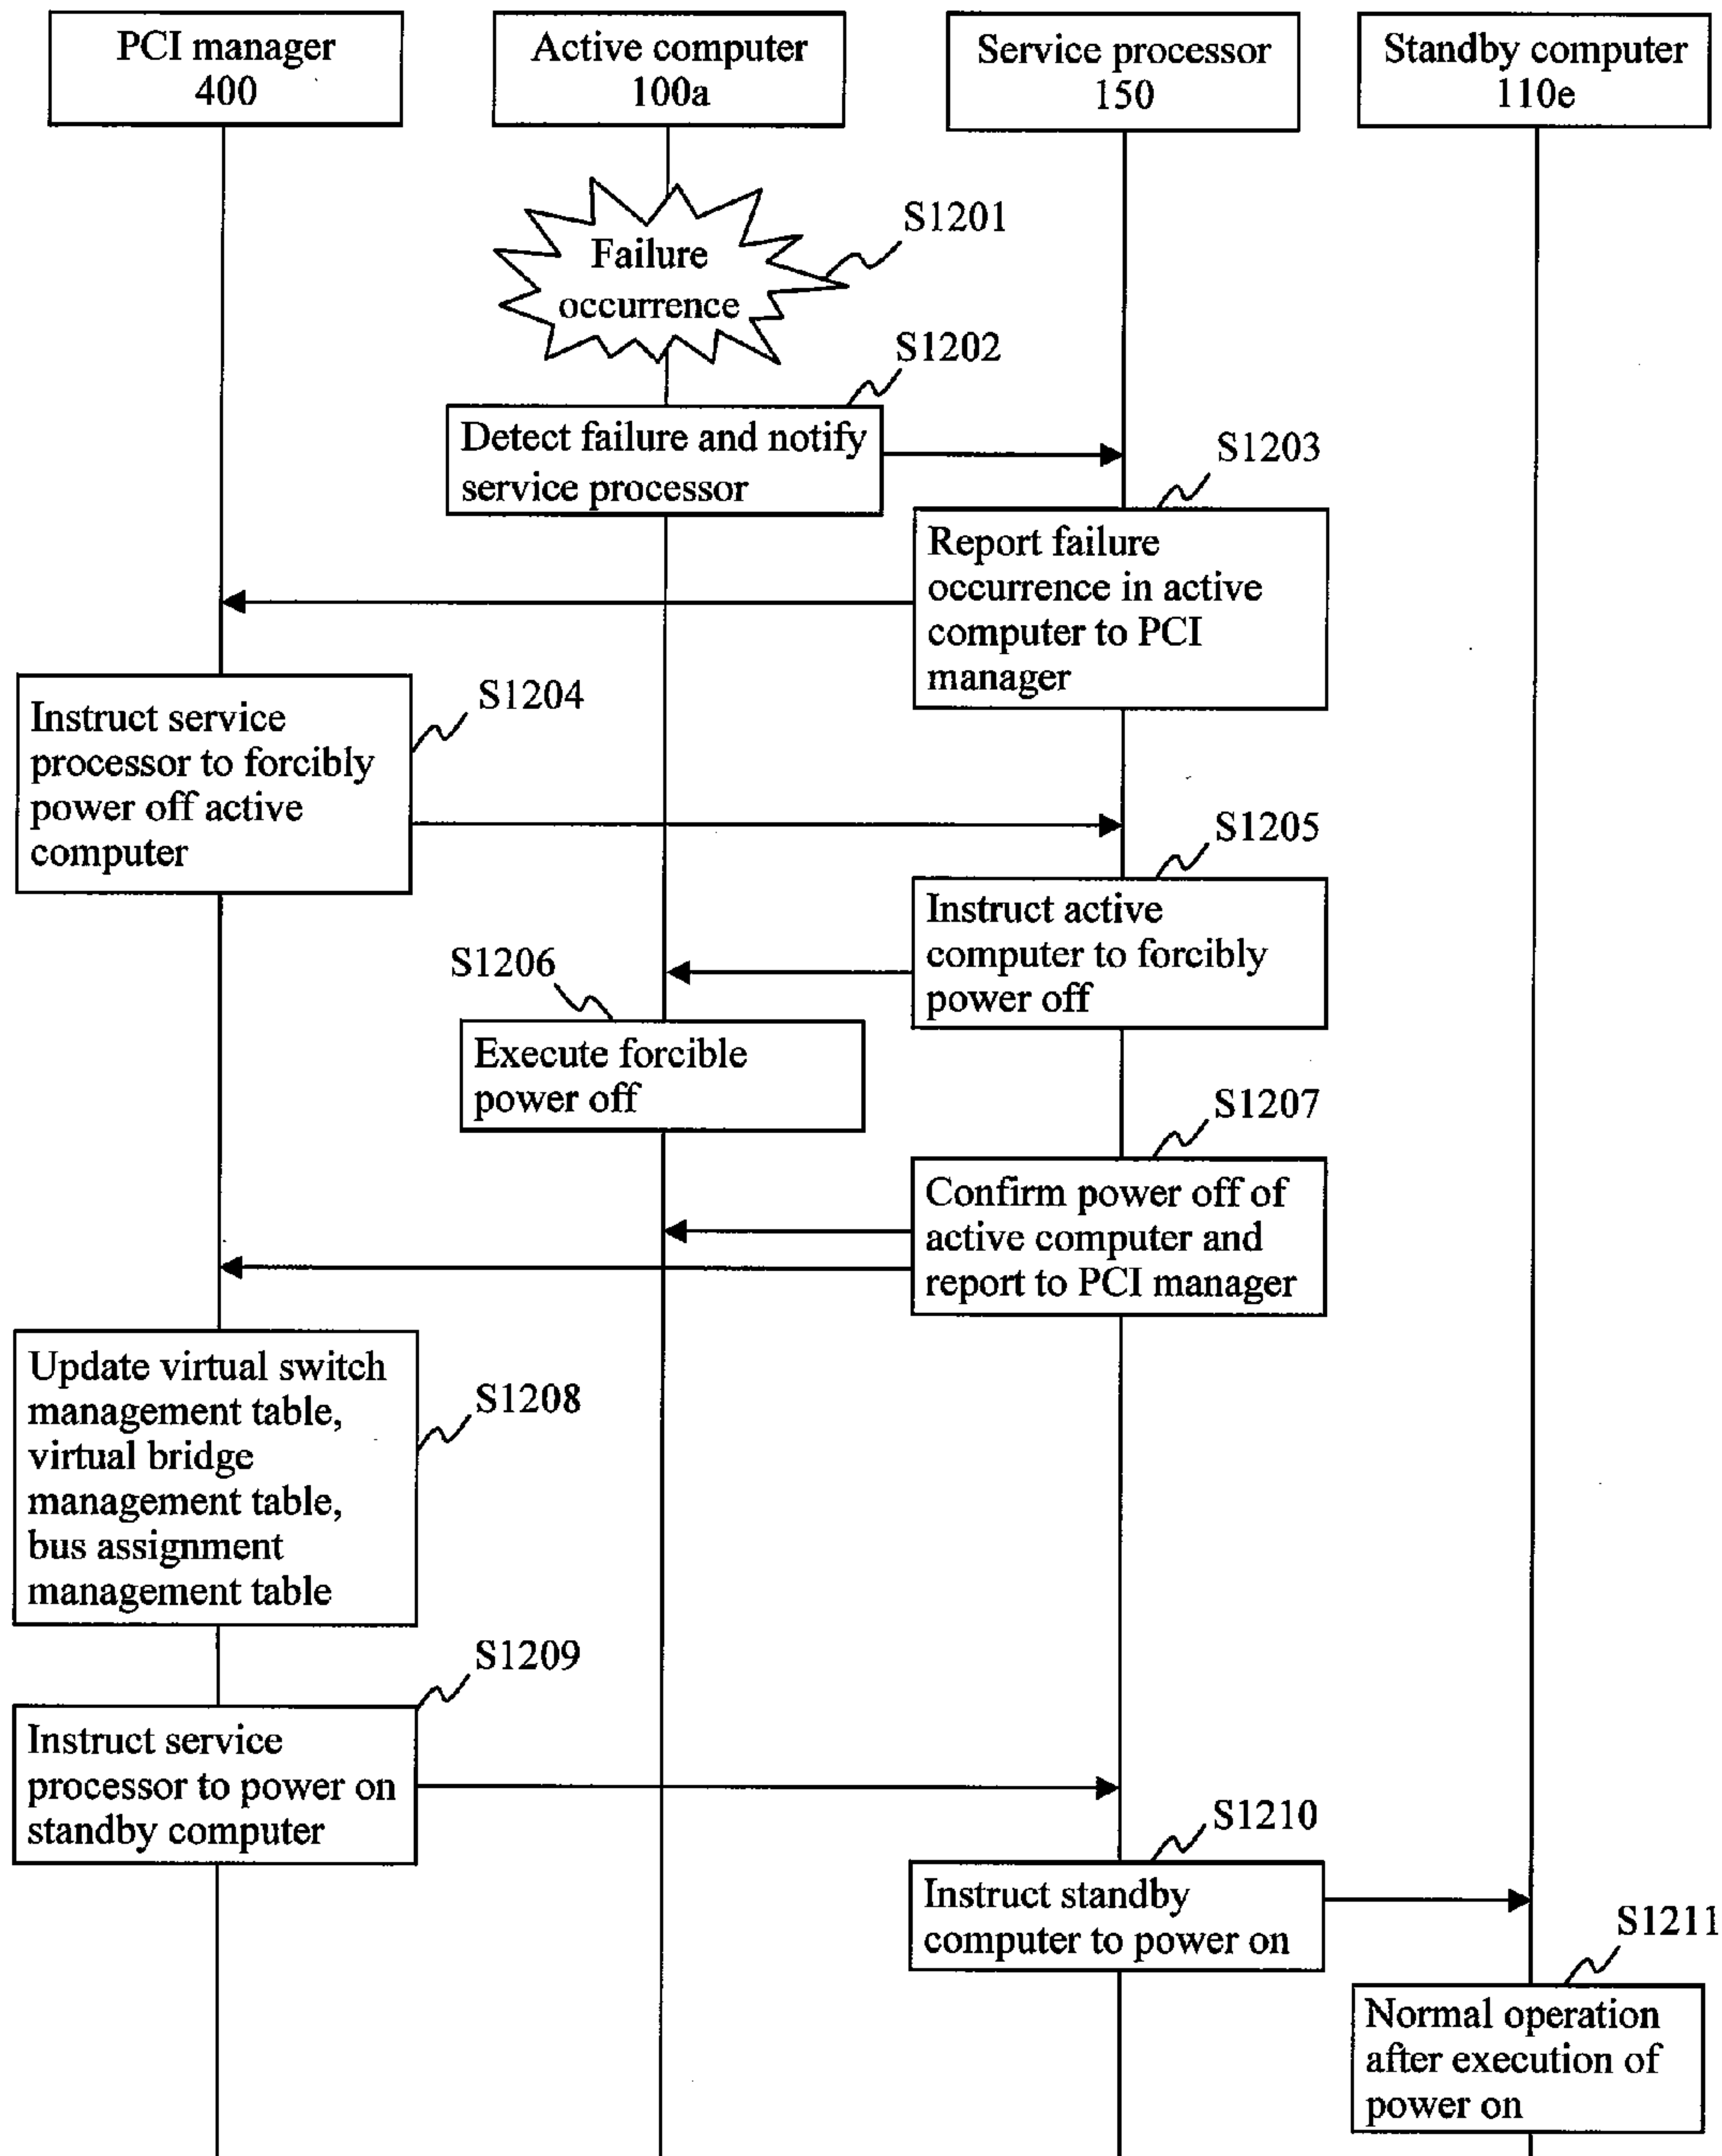 PCI manager
400
Active computer
100a
Service processor
150
Standby computer
110e
S1201
Failure
occurrence
S1202
Detect failure and notify
service processor
S1203
Report failure
occurrence in active
computer to PCI
manager
S1204
Instruct service
processor to forcibly
power off active
computer
S1205
Instruct active
computer to forcibly
power off
S1206
Execute forcible
power off
S1207
Confirm power off of
active computer and
report to PCI manager
S1208
Update virtual switch
management table,
virtual bridge
management table,
bus assignment
management table
S1209
Instruct service
processor to power on
standby computer
S1210
Instruct standby
computer to power on
S1211
Normal operation
after execution of
power on